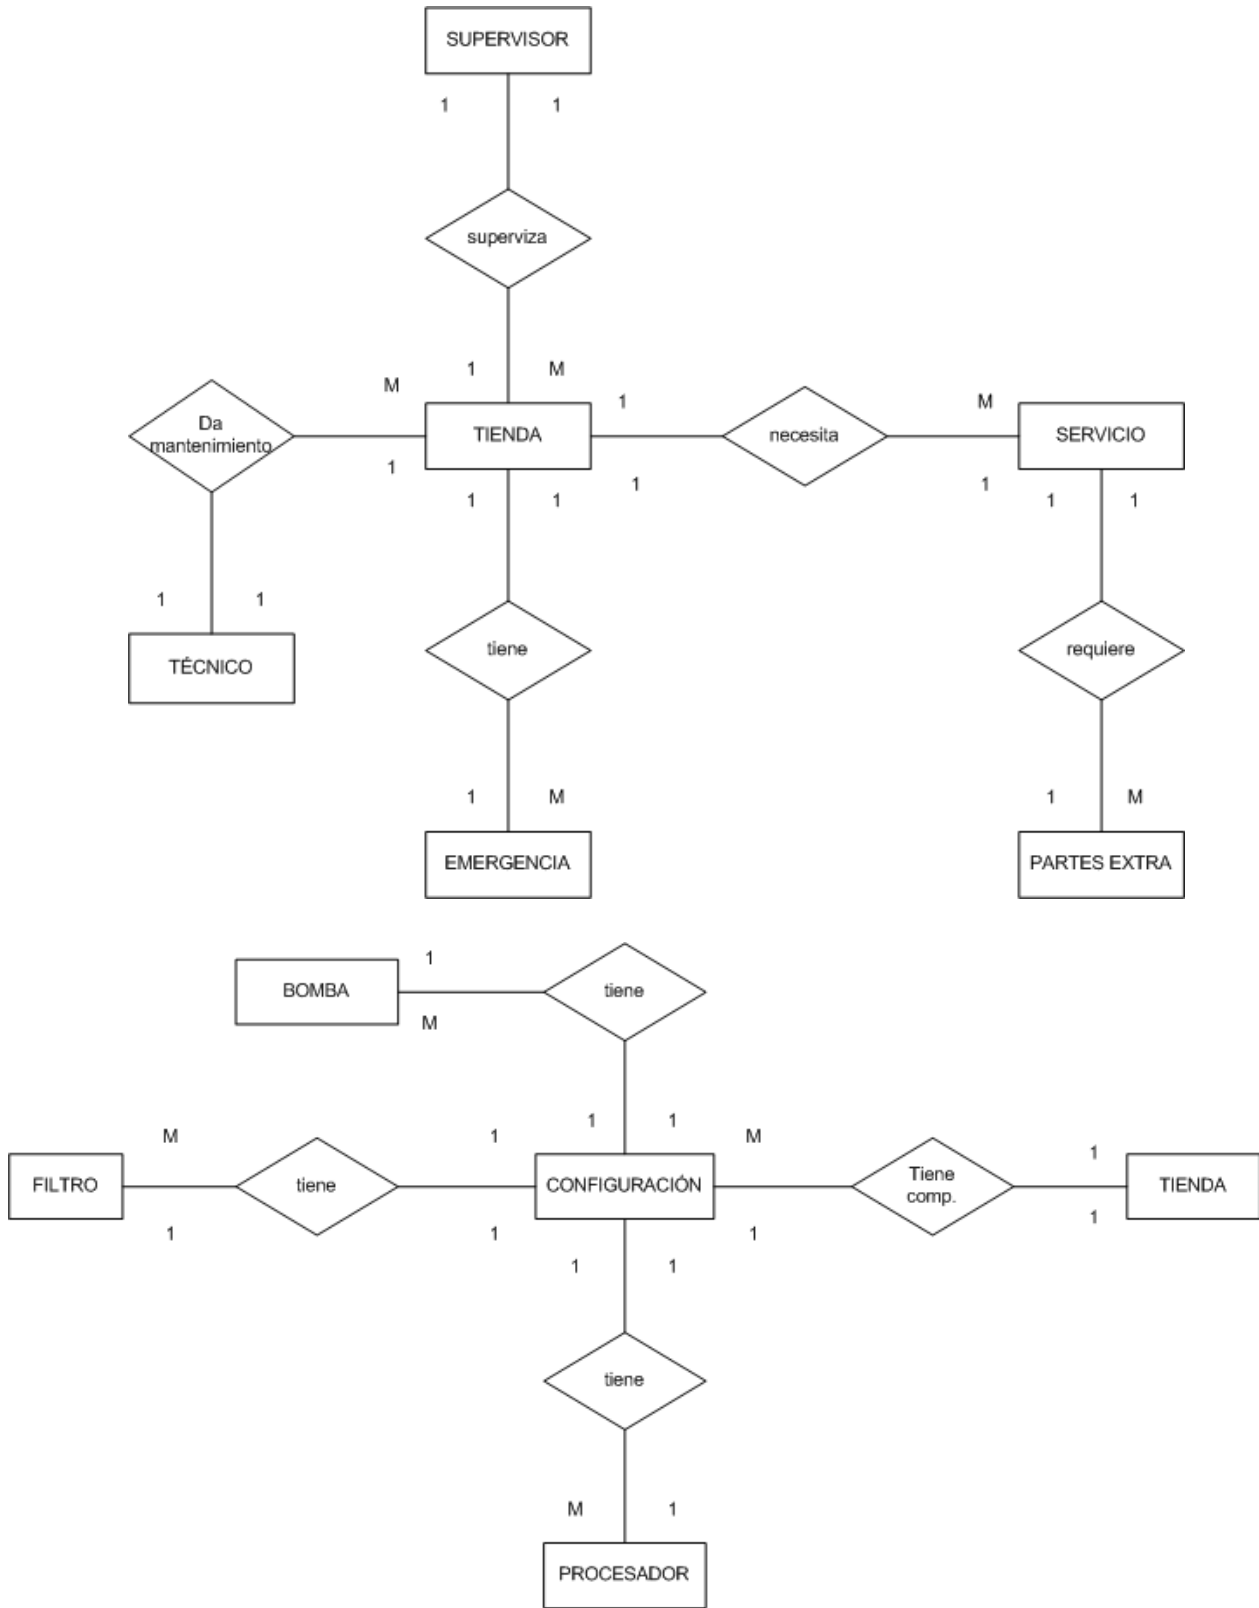 SUPERVISOR
1 1
superviza
1 M
M
Da
mantenimiento
1
TIENDA
1
1
necesita
M
1
SERVICIO
1 1
1 1
1 1
TÉCNICO
tiene
requiere
1 M
EMERGENCIA
1 M
PARTES EXTRA
BOMBA
1
M
tiene
1 1
FILTRO
M
1
tiene
1
1
CONFIGURACIÓN
M
1
Tiene
comp.
1
1
TIENDA
1 1
tiene
M 1
PROCESADOR